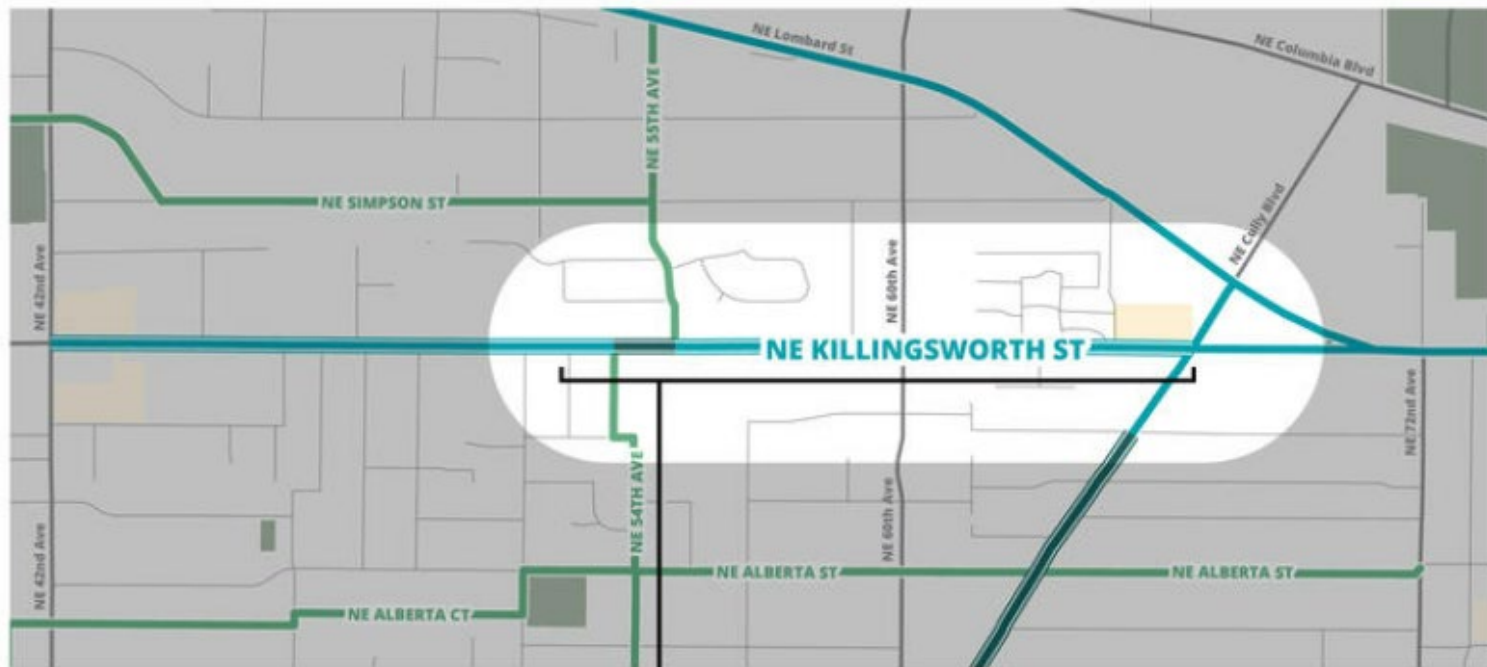 NE Lombard St
NE Columbia Blvd
NE 55TH AVE
NE SIMPSON ST
NE Cully Blvd
NE 42nd Ave
NE 60th Ave
NE KILLINGSWORTH ST
NE 72nd Ave
NE 54TH AVE
NE 60th Ave
NE 42nd Ave
NE ALBERTA ST
NE ALBERTA ST
NE ALBERTA CT